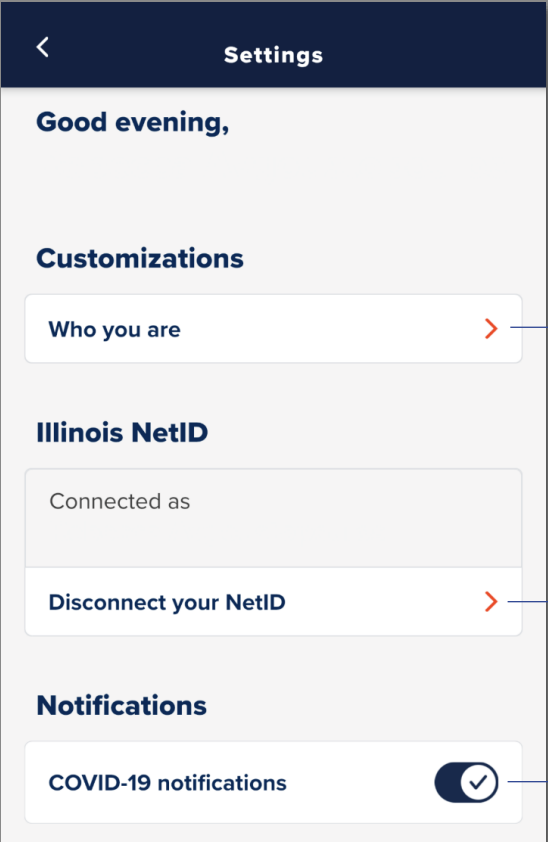 Settings
Good evening,
Customizations
Who you are
Illinois NetID
Connected as
Disconnect your NetID
Notifications
COVID-19 notifications